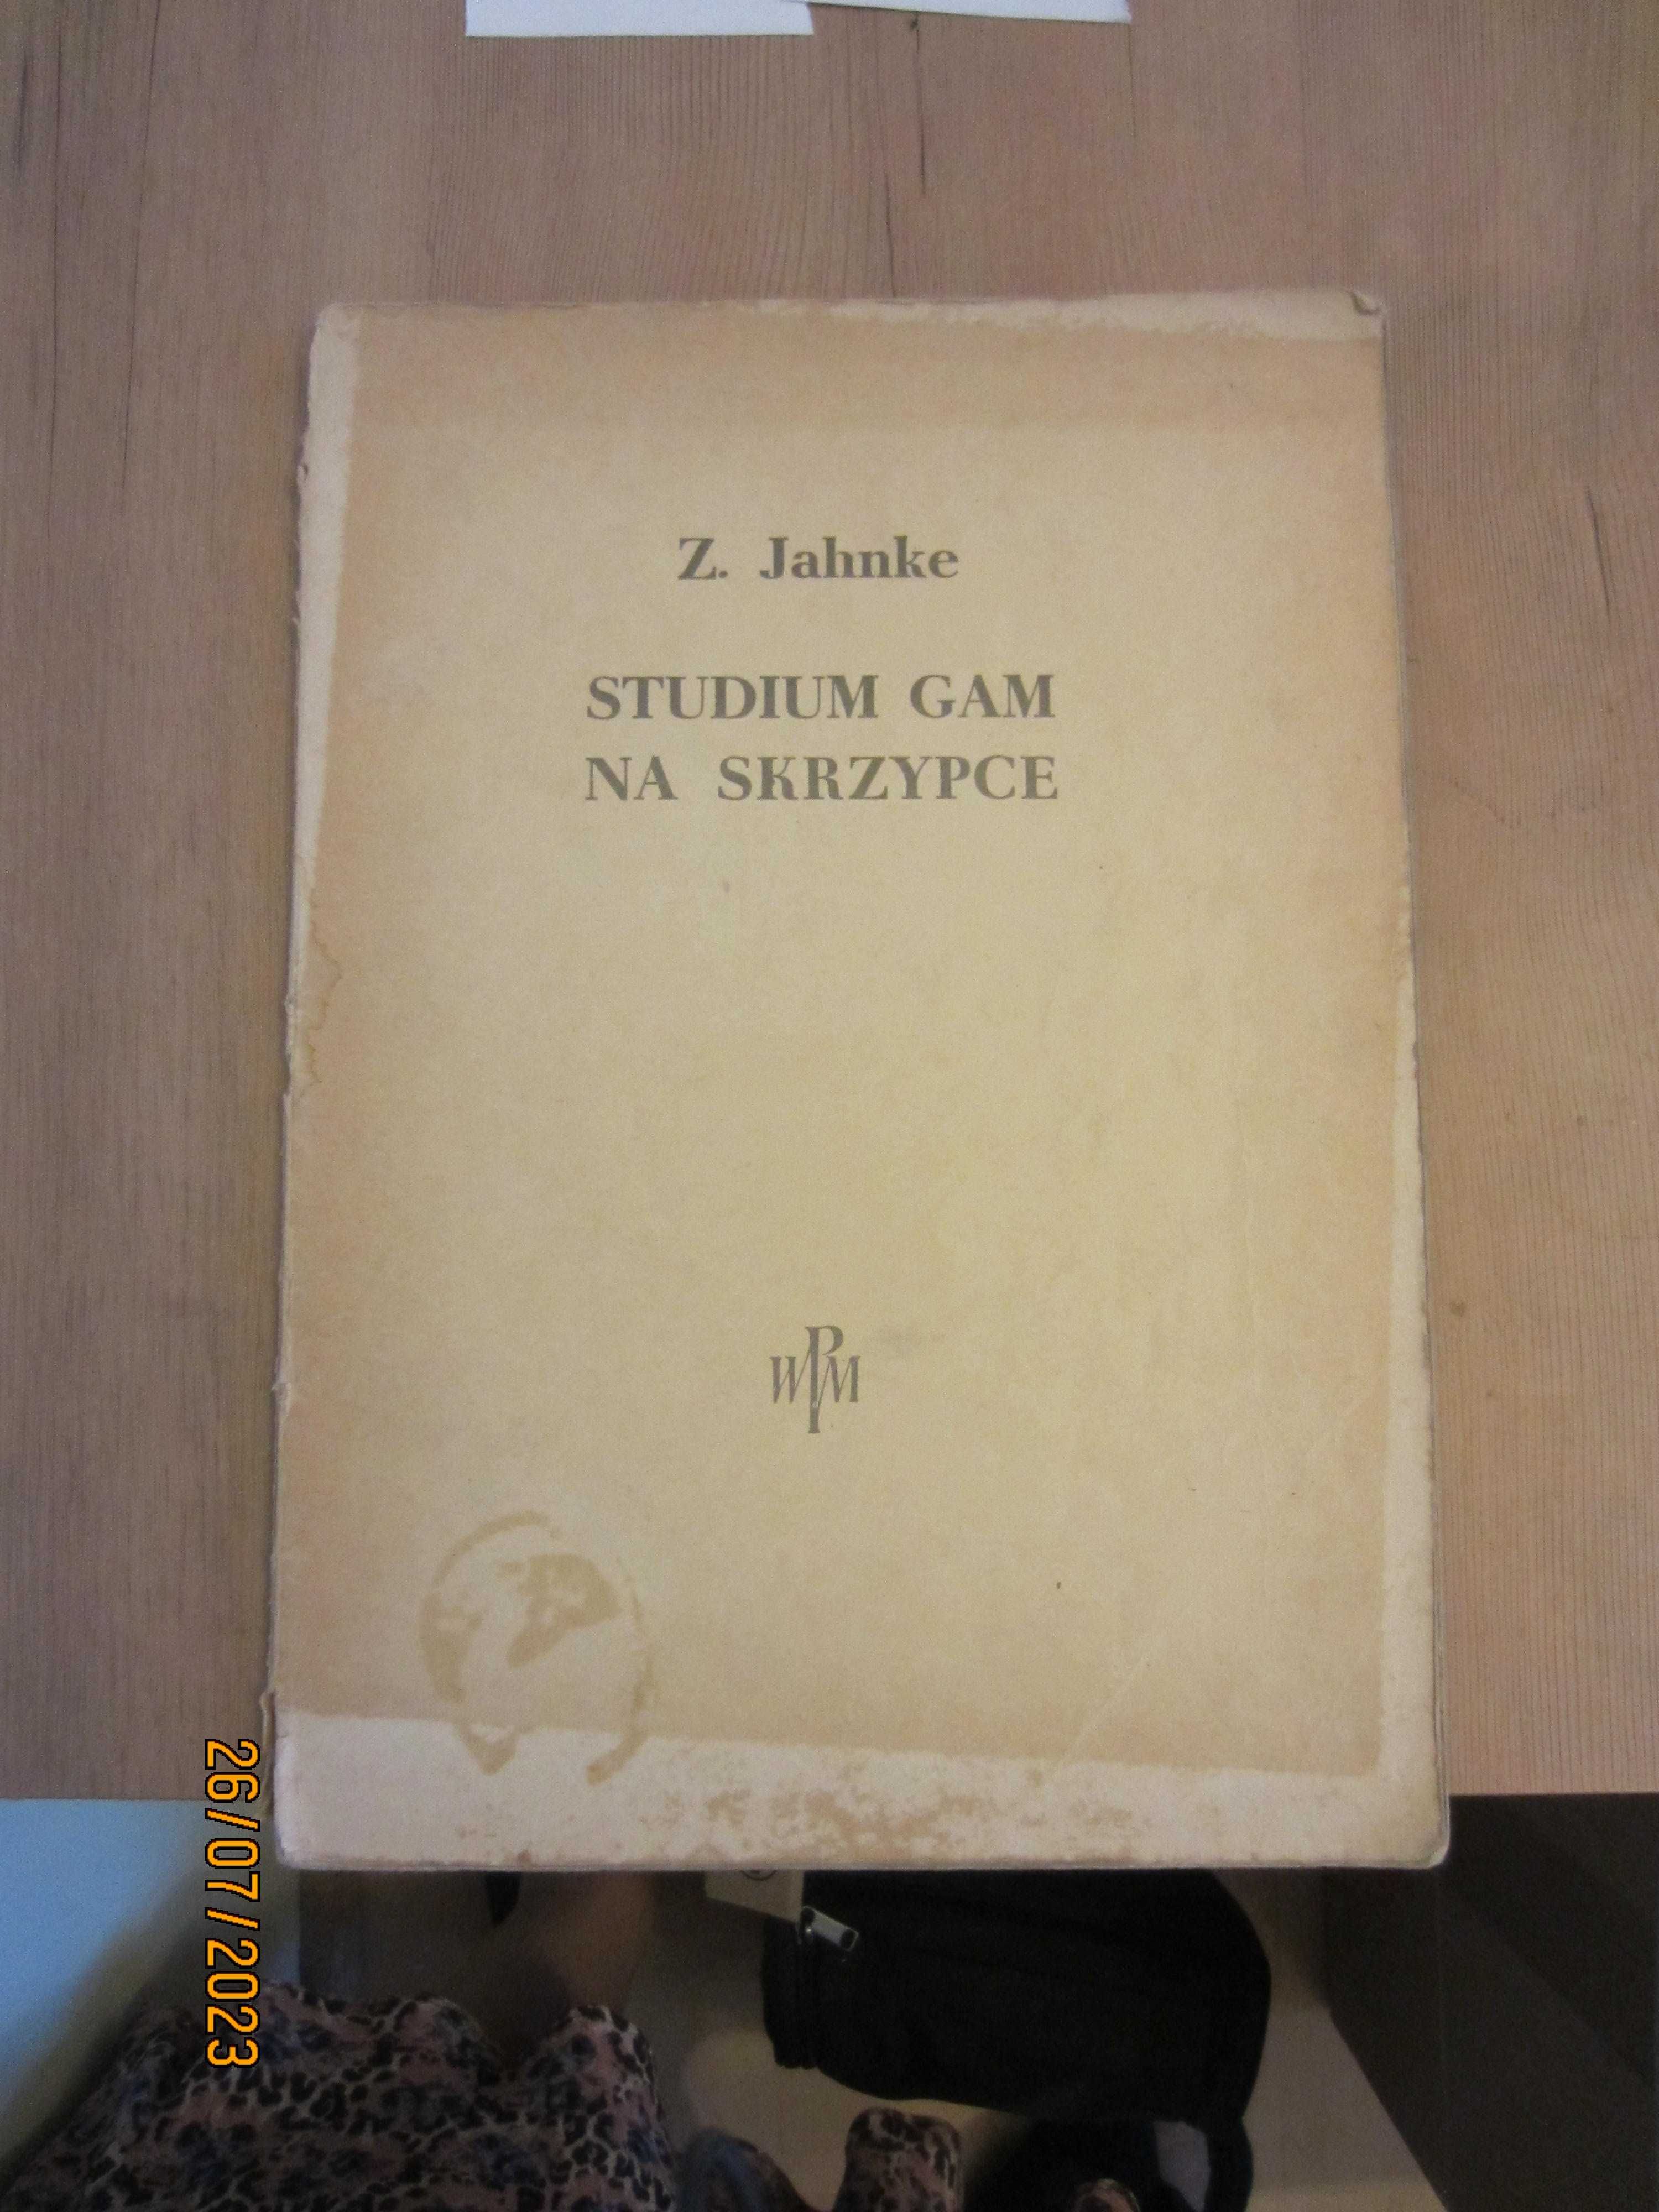 Z. Jahnke
STUDIUM GAM
NA SKRZYPCE
WPM
26/07/2023